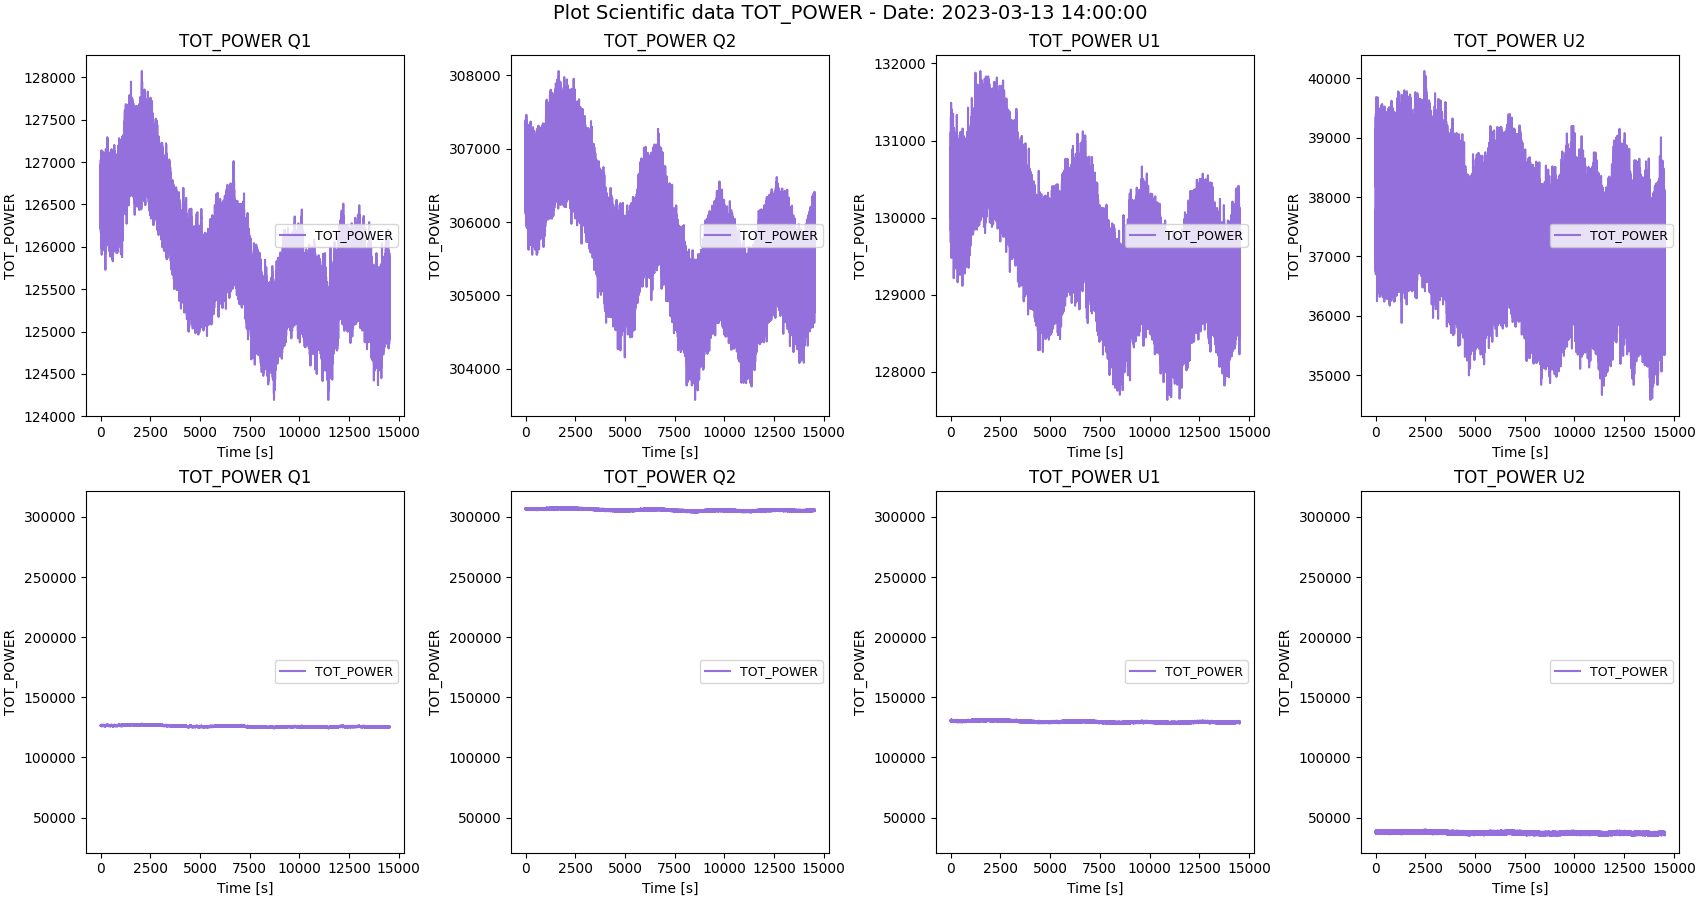 Plot Scientific data TOT_POWER - Date: 2023-03-13 14:00:00
TOT_POWER Q1
128000
127500
127000
126500
126000
125500
125000
124500
124000
TOT_POWER
TOT_POWER
0 2500 5000 7500 10000 12500 15000
Time [s]
TOT_POWER Q2
308000
307000
306000
305000
304000
TOT_POWER
TOT_POWER
0 2500 5000 7500 10000 12500 15000
Time [s]
TOT_POWER U1
132000
131000
130000
129000
128000
TOT_POWER
TOT_POWER
0 2500 5000 7500 10000 12500 15000
Time [s]
TOT_POWER U2
40000
39000
38000
37000
36000
35000
TOT_POWER
TOT_POWER
0 2500 5000 7500 10000 12500 15000
Time [s]
TOT_POWER Q1
300000
250000
200000
150000
100000
50000
TOT_POWER
TOT_POWER
0 2500 5000 7500 10000 12500 15000
Time [s]
TOT_POWER Q2
300000
250000
200000
150000
100000
50000
TOT_POWER
TOT_POWER
0 2500 5000 7500 10000 12500 15000
Time [s]
TOT_POWER U1
300000
250000
200000
150000
100000
50000
TOT_POWER
TOT_POWER
0 2500 5000 7500 10000 12500 15000
Time [s]
TOT_POWER U2
300000
250000
200000
150000
100000
50000
TOT_POWER
TOT_POWER
0 2500 5000 7500 10000 12500 15000
Time [s]